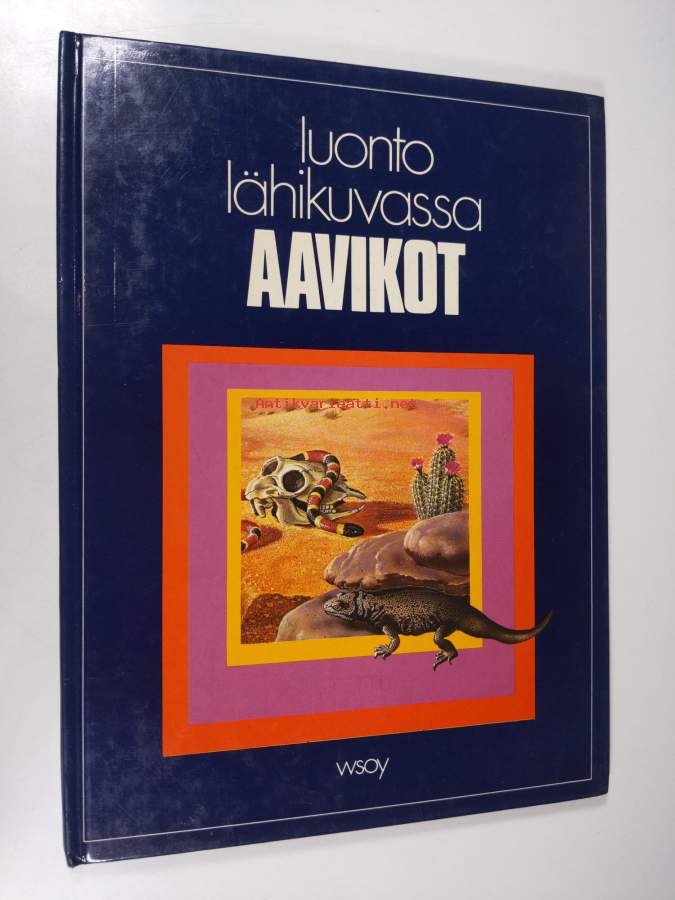 luonto
lähikuvassa
AAVIKOT
Antikvariaatti.net
wsoy